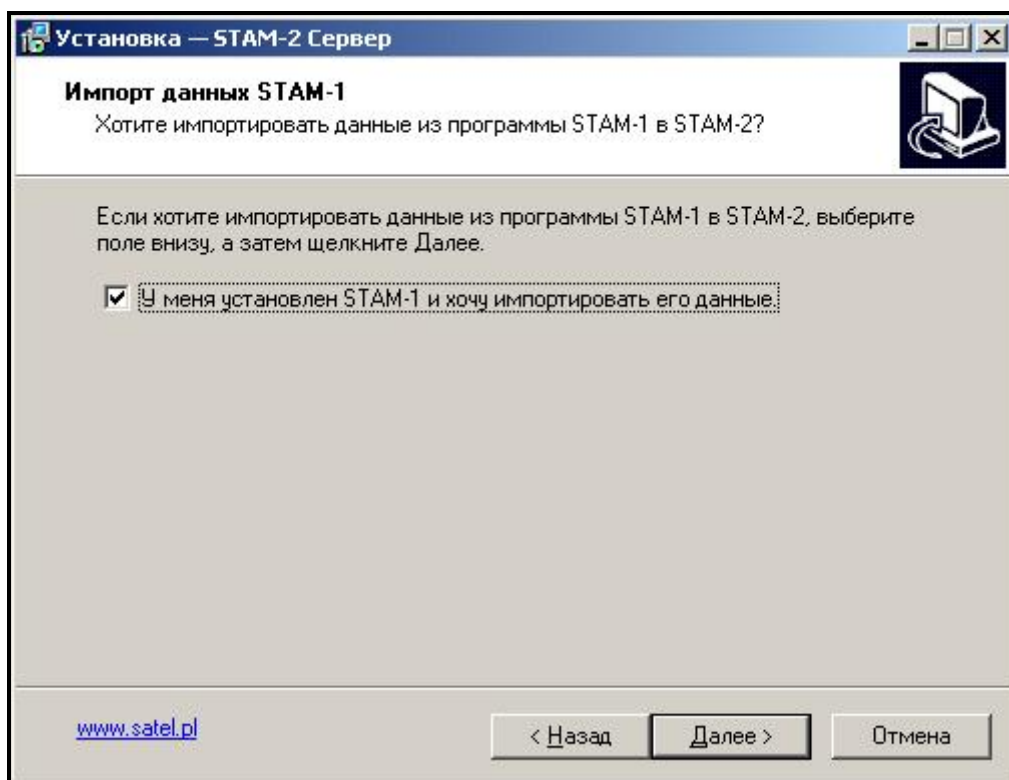 Установка — STAM-2 Сервер
Импорт данных STAM-1
Хотите импортировать данные из программы STAM-1 в STAM-2?
Если хотите импортировать данные из программы STAM-1 в STAM-2, выберите
поле внизу, а затем щелкните Далее.
У меня установлен STAM-1 и хочу импортировать его данные.
www.satel.pl
< Назад
Далее >
Отмена